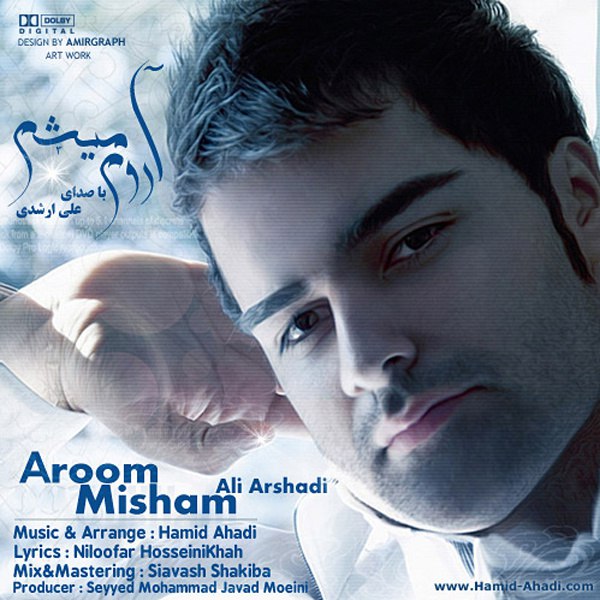 DOLBY
DIGITAL
DESIGN BY AMIRGRAPH
ART WORK
آروم میشم
با صدای
علی ارشدی
Aroom
Misham
Ali Arshadi
Music & Arrange : Hamid Ahadi
Lyrics : Niloofar HosseiniKhah
Mix&Mastering : Siavash Shakiba
Producer : Seyyed Mohammad Javad Moeini
www.Hamid-Ahadi.com